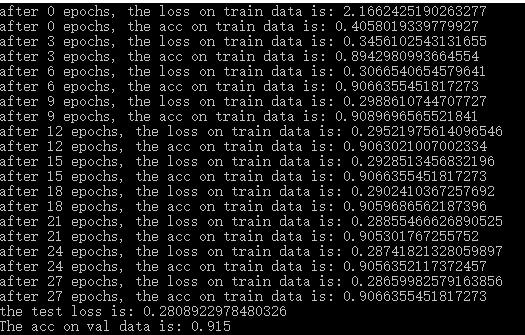 after 0 epochs, the loss on train data is: 2.1662425190263277
after 0 epochs, the acc on train data is: 0.4058019339779927
after 3 epochs, the loss on train data is: 0.3456102543131655
after 3 epochs, the acc on train data is: 0.8942980993664554
after 6 epochs, the loss on train data is: 0.3066540654579641
after 6 epochs, the acc on train data is: 0.9066355451817273
after 9 epochs, the loss on train data is: 0.2988610744707727
after 9 epochs, the acc on train data is: 0.9089696565521841
after 12 epochs, the loss on train data is: 0.29521975614096546
after 12 epochs, the acc on train data is: 0.9063021007002334
after 15 epochs, the loss on train data is: 0.2928513456832196
after 15 epochs, the acc on train data is: 0.9066355451817273
after 18 epochs, the loss on train data is: 0.2902410367257692
after 18 epochs, the acc on train data is: 0.9059686562187396
after 21 epochs, the loss on train data is: 0.28855466626890525
after 21 epochs, the acc on train data is: 0.905301767255752
after 24 epochs, the loss on train data is: 0.28741821328059897
after 24 epochs, the acc on train data is: 0.9056352117372457
after 27 epochs, the loss on train data is: 0.28659982579163856
after 27 epochs, the acc on train data is: 0.9066355451817273
the test loss is: 0.2808922978480326
The acc on val data is: 0.915